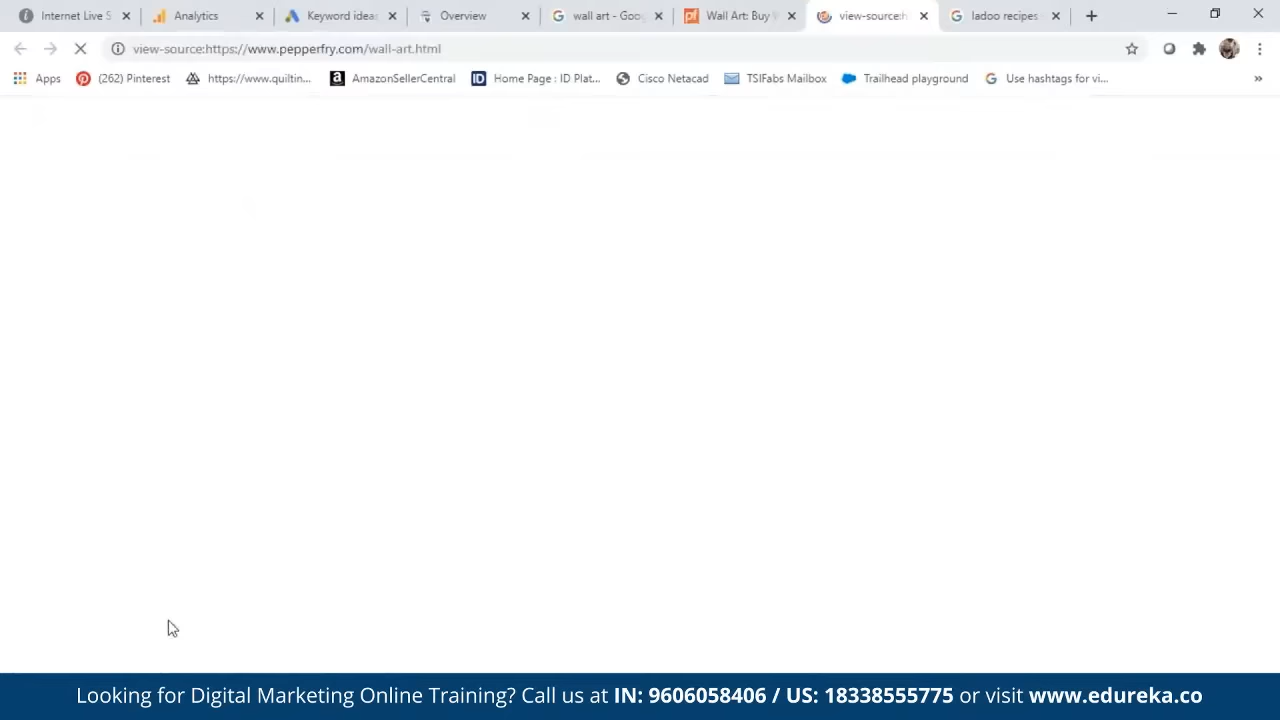 Internet Live S Analytics Keyword idea Overview wall art - Goo Wall Art: Buy view-source:h ladoo recipes
view-source:https://www.pepperfry.com/wall-art.html
Apps (262) Pinterest https://www.quiltin... AmazonSellerCentral Home Page : ID Plat... Cisco Netacad TSIFabs Mailbox Trailhead playground Use hashtags for vi... »
Looking for Digital Marketing Online Training? Call us at IN: 9606058406 / US: 18338555775 or visit www.edureka.co